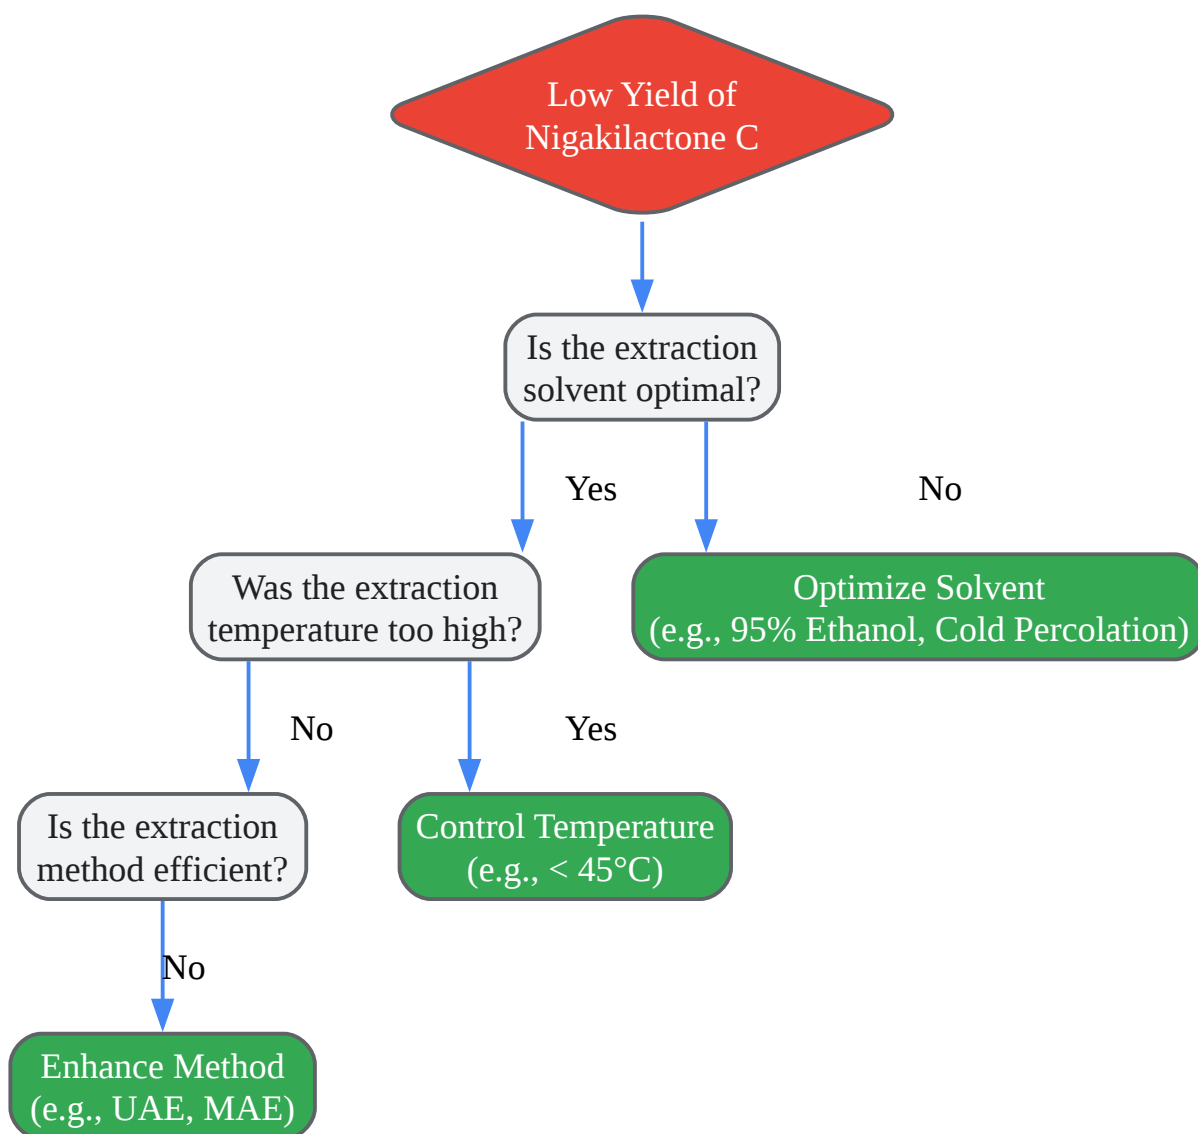 Low Yield of
Nigakilactone C
Is the extraction
solvent optimal?
Yes
No
Was the extraction
temperature too high?
Optimize Solvent
(e.g., 95% Ethanol, Cold Percolation)
No
Yes
Is the extraction
method efficient?
Control Temperature
(e.g., < 45°C)
No
Enhance Method
(e.g., UAE, MAE)